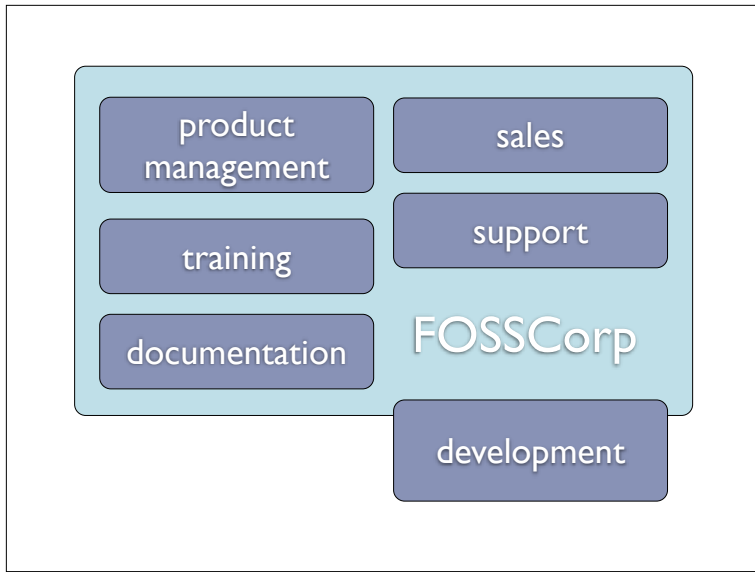 product
management
training
documentation
sales
support
FOSSCorp
development